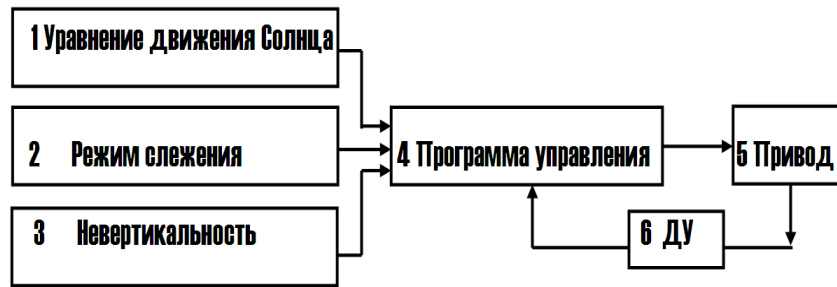 1 Уравнение движения Солнца
2 Режим слежения
4 Программа управления
5 Привод
3 Невертикальность
6 ДУ